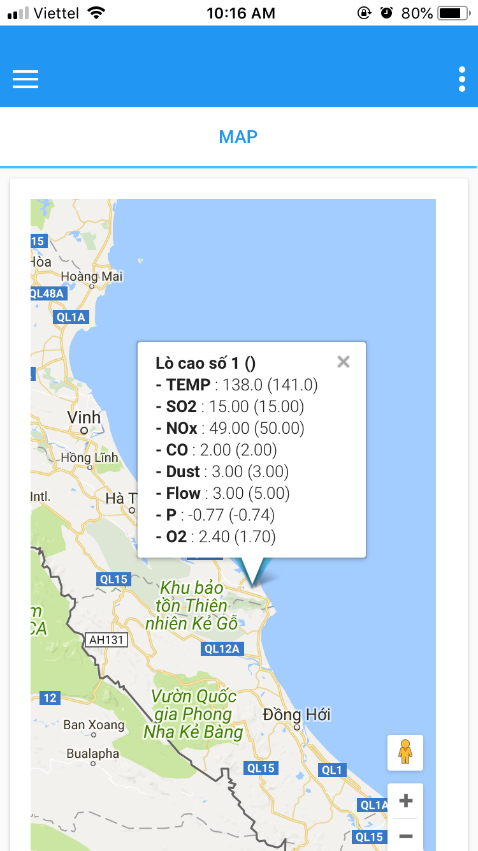 Viettel
10:16 AM
80%
MAP
15
Hòa
Hoàng Mai
QL48A
QL1A
Lò cao số 1 ()
- TEMP : 138.0 (141.0)
- SO2 : 15.00 (15.00)
- NOx : 49.00 (50.00)
- CO : 2.00 (2.00)
- Dust : 3.00 (3.00)
- Flow : 3.00 (5.00)
- P : -0.77 (-0.74)
- O2 : 2.40 (1.70)
Vinh
Hồng Lĩnh
Intl.
Hà T
QL15
Khu bảo
tồn Thiên
nhiên Kẻ Gỗ
m
CA
AH131
QL12A
12
Vườn Quốc
gia Phong
Nha Kẻ Bàng
Đồng Hới
Ban Xoang
Bualapha
QL15
QL1
QL1A
QL15